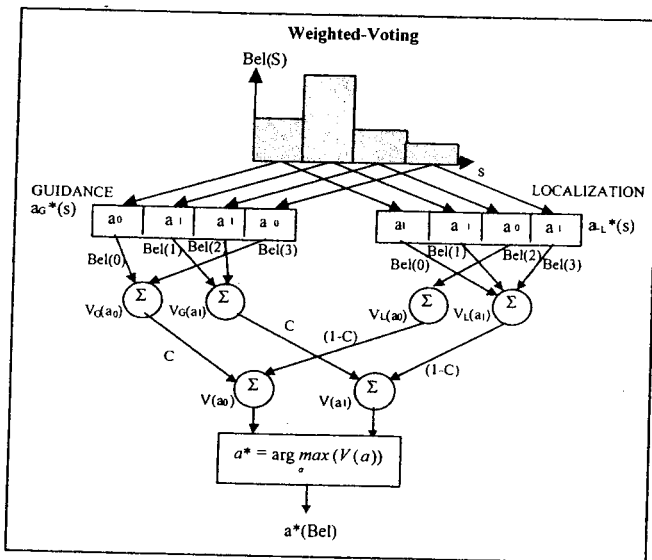 Weighted-Voting
Bel(S)
s
GUIDANCE
aG*(s)
LOCALIZATION
a-L*(s)
a0 a1 a1 a0
a1 a1 a0 a1
Bel(0) Bel(1) Bel(2) Bel(3)
Bel(0) Bel(1) Bel(2) Bel(3)
Σ Σ Σ Σ
VG(a0) VG(a1) VL(a0) VL(a1)
C C (1-C) (1-C)
Σ Σ
V(a0) V(a1)
a* = arg max (V(a))
a
a*(Bel)